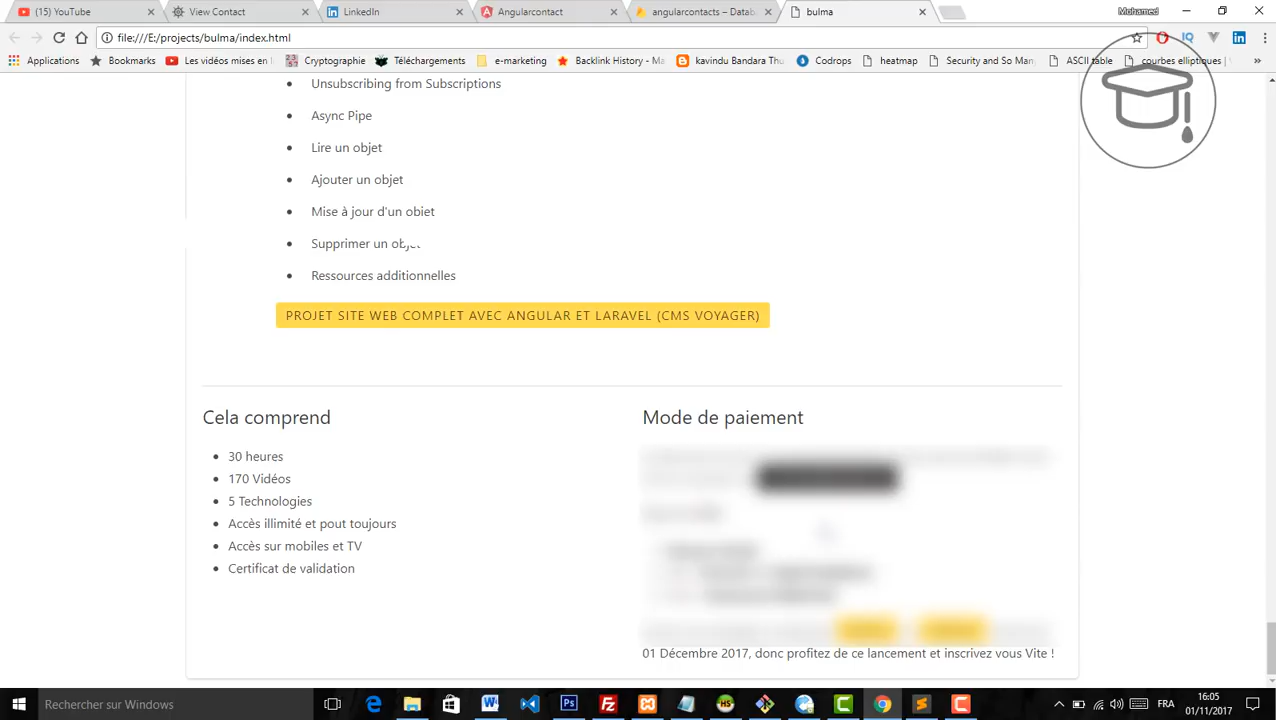 (15) YouTube
View Contact
LinkedIn
Angularcontact
angularcontacts – Datab
bulma
Mohamed
file:///E:/projects/bulma/index.html
Applications
Bookmarks
Les vidéos mises en
Cryptographie
Téléchargements
e-marketing
Backlink History - Ma
kavindu Bandara Thu
Codrops
heatmap
Security and So Man
ASCII table
courbes elliptiques
Unsubscribing from Subscriptions
Async Pipe
Lire un objet
Ajouter un objet
Mise à jour d'un objet
Supprimer un objet
Ressources additionnelles
PROJET SITE WEB COMPLET AVEC ANGULAR ET LARAVEL (CMS VOYAGER)
Cela comprend
30 heures
170 Vidéos
5 Technologies
Accès illimité et pout toujours
Accès sur mobiles et TV
Certificat de validation
Mode de paiement
01 Décembre 2017, donc profitez de ce lancement et inscrivez vous Vite !
Rechercher sur Windows
FRA
16:05
01/11/2017